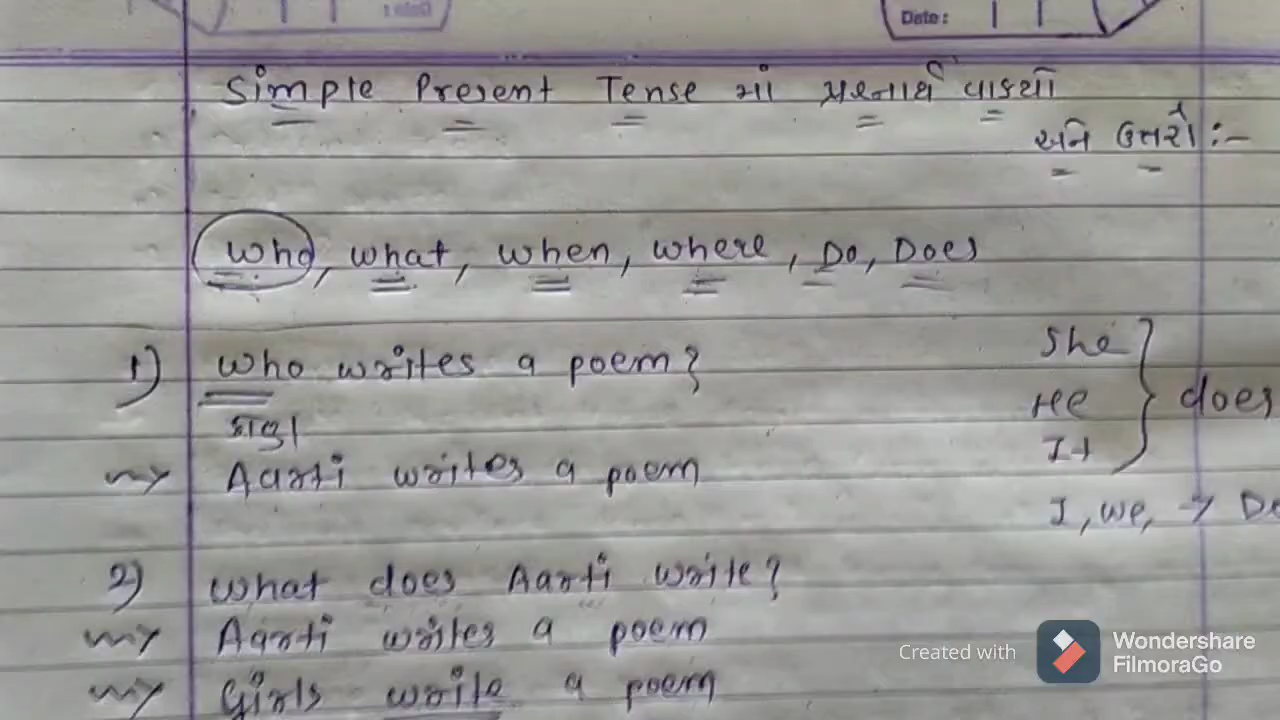 Date:
Simple Present Tense માં પ્રશ્નાર્થ વાક્યો
અને ઉત્તરો :-
Who, what, when, where, Do, Does
1) Who writes a poem?
કોણ
Aarti writes a poem
She
He
It
does
I, we, →
2) What does Aarti write?
Aarti writes a poem
Girls write a poem
Created with
Wondershare
FilmoraGo